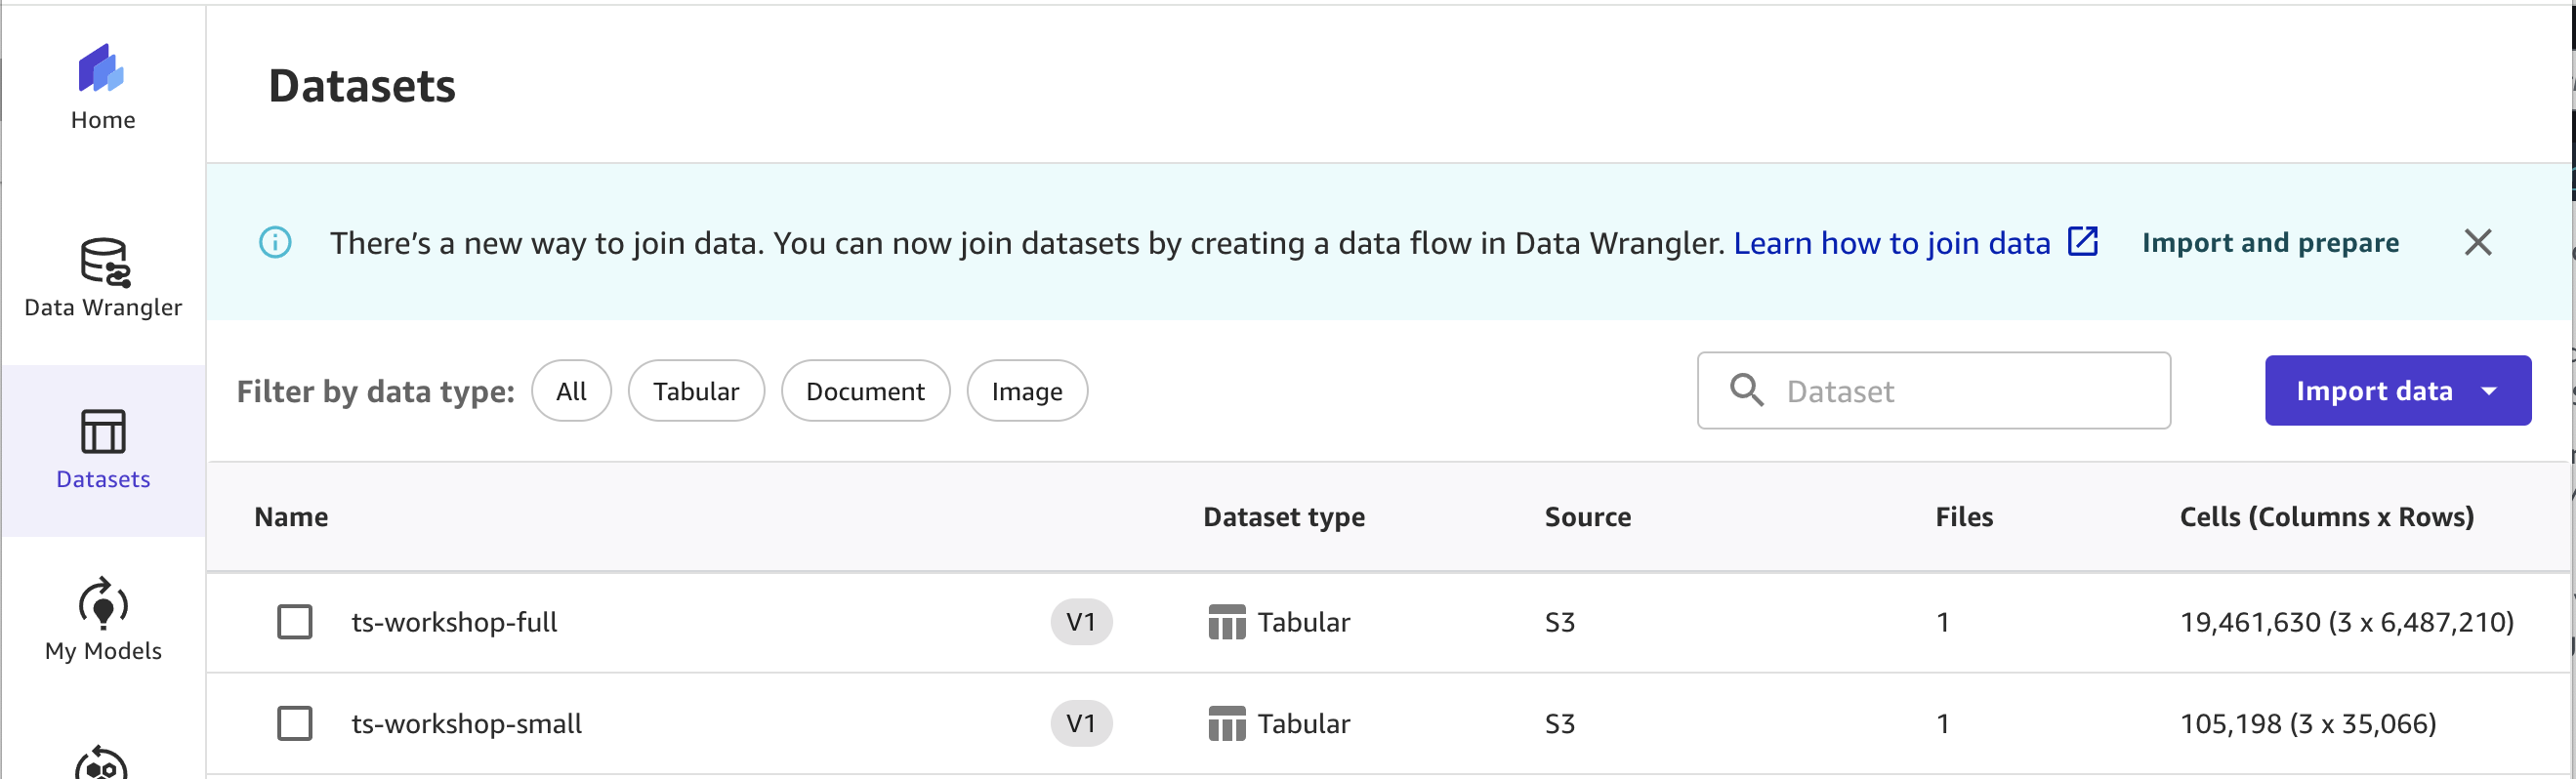 Home
Data Wrangler
Datasets
My Models
Datasets
There's a new way to join data. You can now join datasets by creating a data flow in Data Wrangler. Learn how to join data Import and prepare
Filter by data type: All Tabular Document Image Dataset Import data
Name Dataset type Source Files Cells (Columns x Rows)
ts-workshop-full V1 Tabular S3 1 19,461,630 (3 x 6,487,210)
ts-workshop-small V1 Tabular S3 1 105,198 (3 x 35,066)